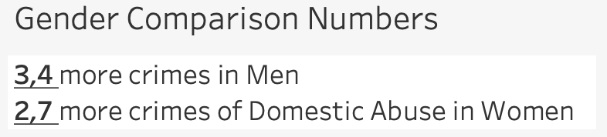 Gender Comparison Numbers
3,4 more crimes in Men
2,7 more crimes of Domestic Abuse in Women